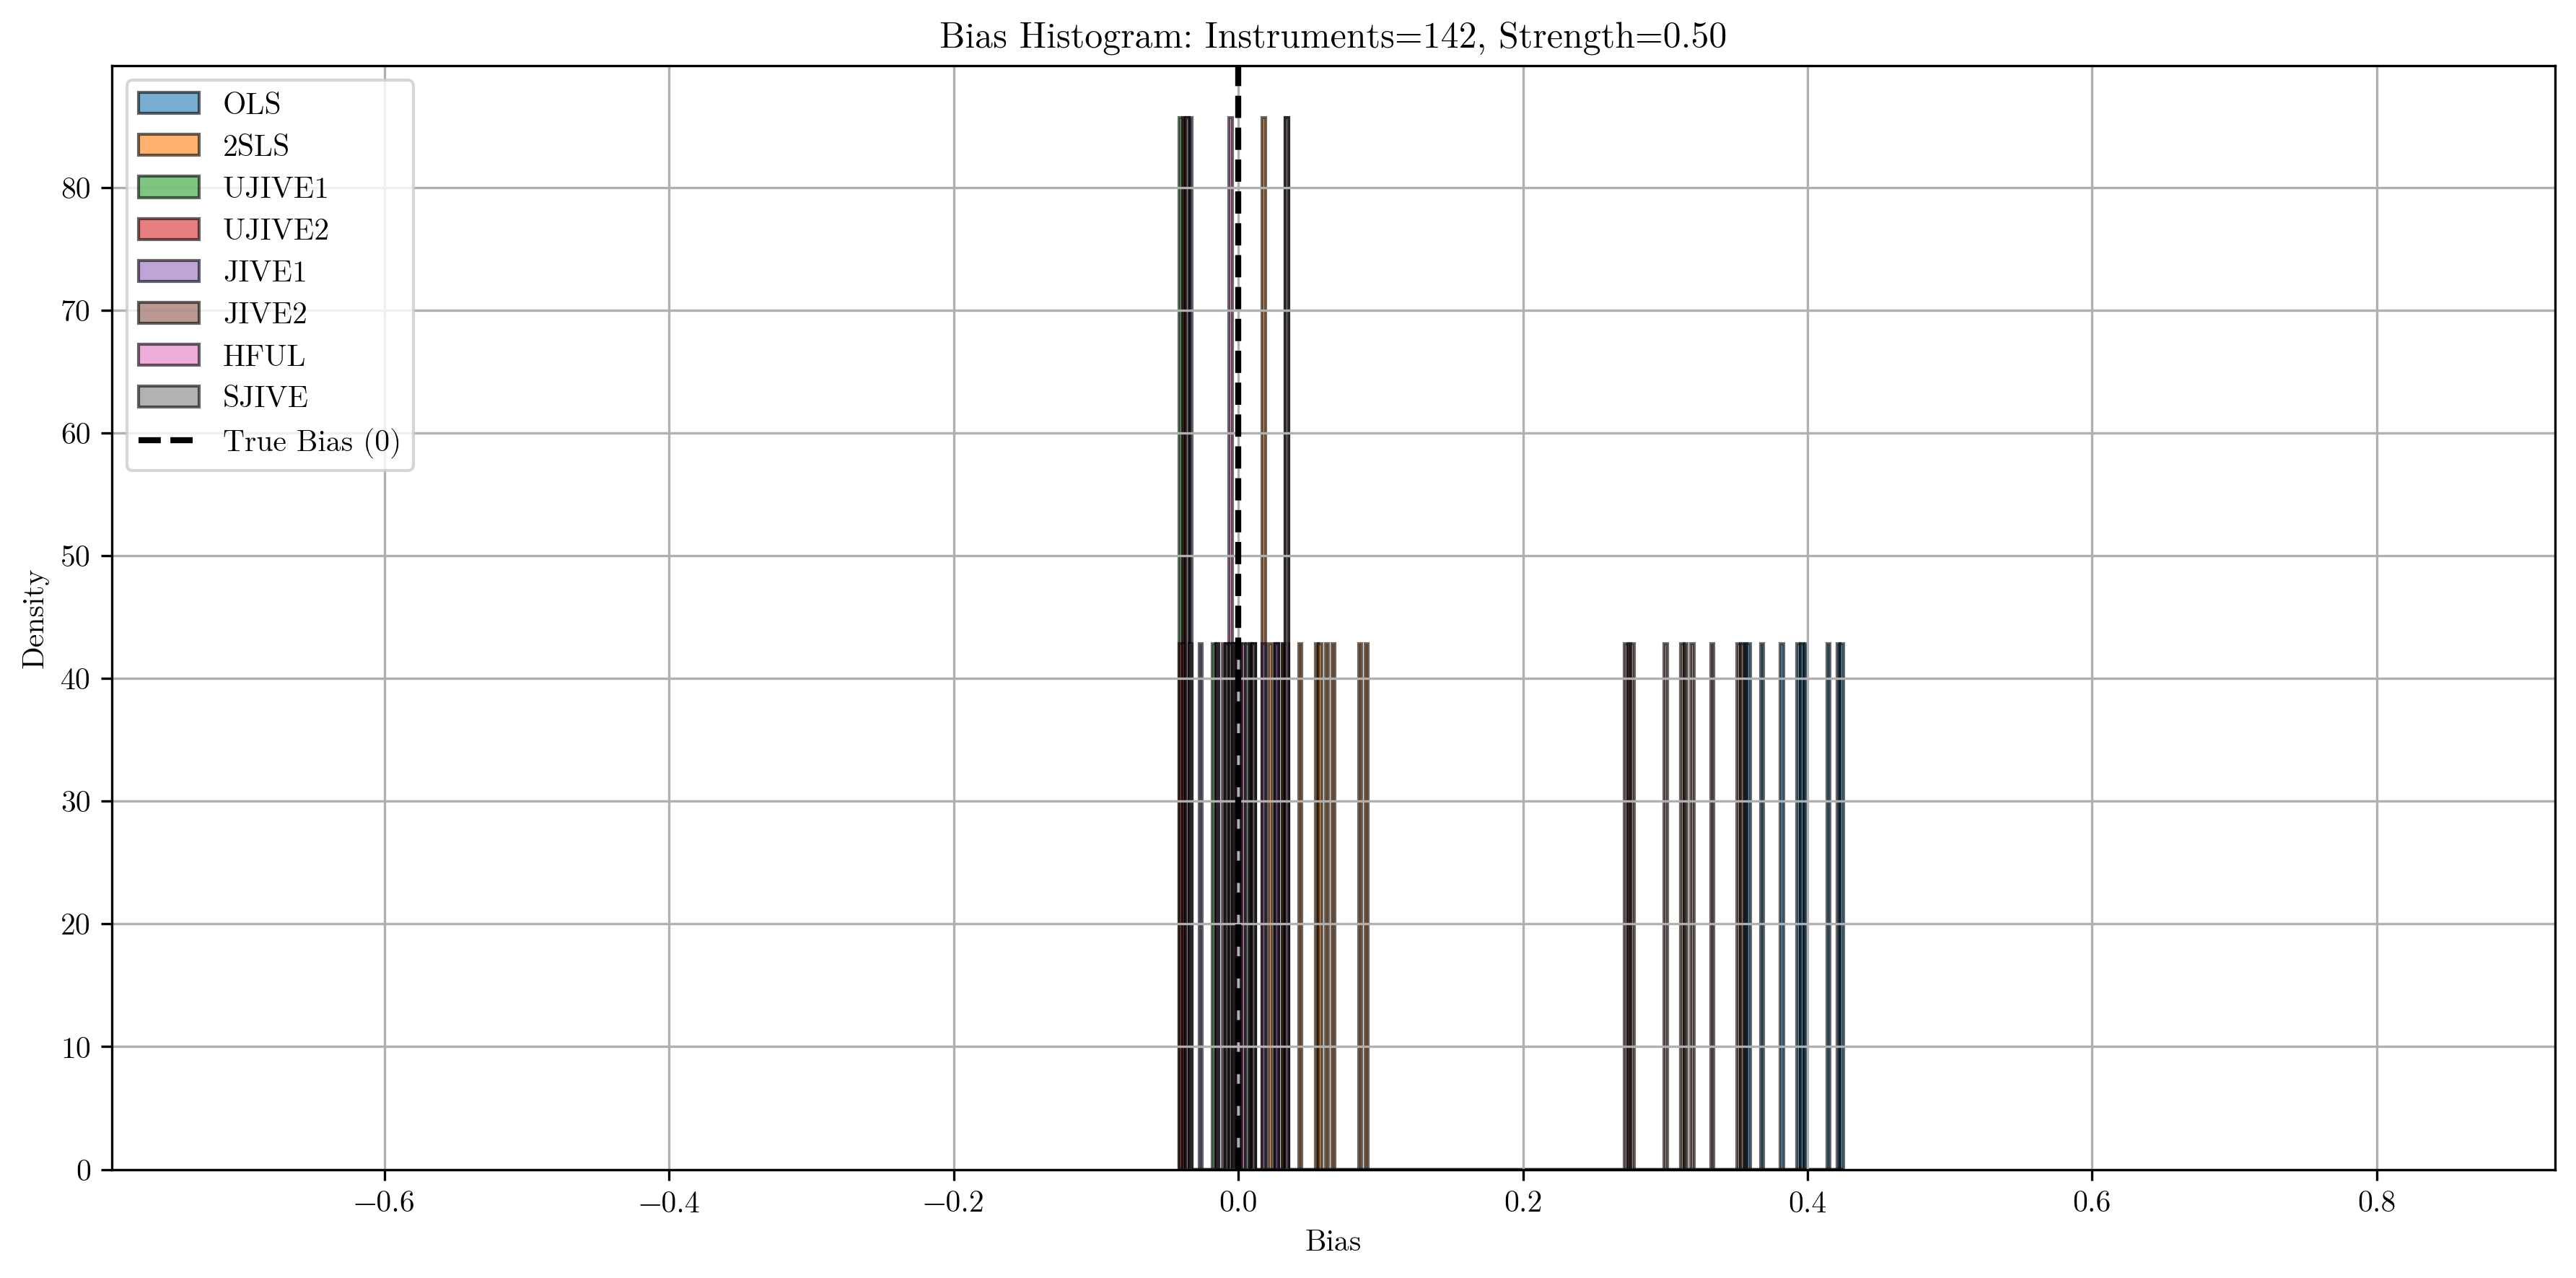 Bias Histogram: Instruments=142, Strength=0.50
OLS
2SLS
UJIVE1
UJIVE2
JIVE1
JIVE2
HFUL
SJIVE
True Bias (0)
Density
80
70
60
50
40
30
20
10
0
−0.6
−0.4
−0.2
0.0
0.2
0.4
0.6
0.8
Bias